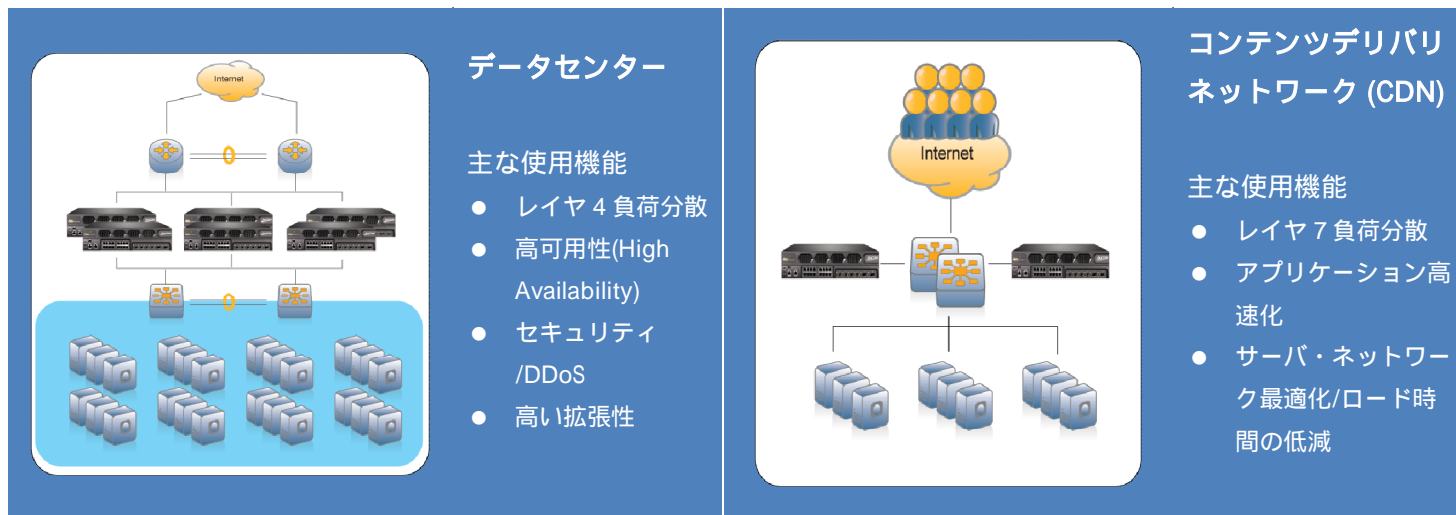 Internet
データセンター
主な使用機能
● レイヤ 4 負荷分散
● 高可用性(High
Availability)
● セキュリティ
/DDoS
● 高い拡張性
Internet
コンテンツデリバリ
ネットワーク (CDN)
主な使用機能
● レイヤ 7 負荷分散
● アプリケーション高
速化
● サーバ・ネットワー
ク最適化/ロード時
間の低減